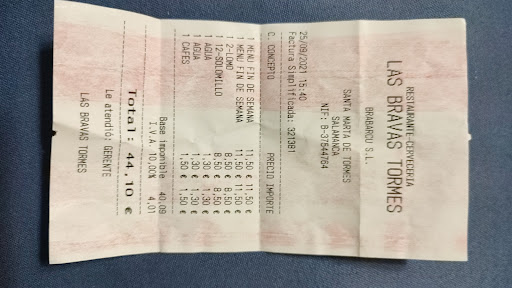 RESTAURANTE-CERVECERIA
LAS BRAVAS TORMES
BRABARCU S.L.
SANTA MARTA DE TORMES
SALAMANCA
NIF: B-37844764
25/09/2021 15:40
Factura Simplificada: 321381
C. CONCEPTO PRECIO IMPORTE
1 MENU FIN DE SEMANA 11,50 € 11,50 €
1 MENU FIN DE SEMANA 11,50 € 11,50 €
1 2-LOMO 8,50 € 8,50 €
1 12-SOLOMILLO 8,50 € 8,50 €
1 AGUA 1,30 € 1,30 €
1 AGUA 1,30 € 1,30 €
1 CAFES 1,50 € 1,50 €
Base imponible 40,09
I.V.A. 10,00% 4,01
Total: 44,10 €
Le atendió: GERENTE
LAS BRAVAS TORMES